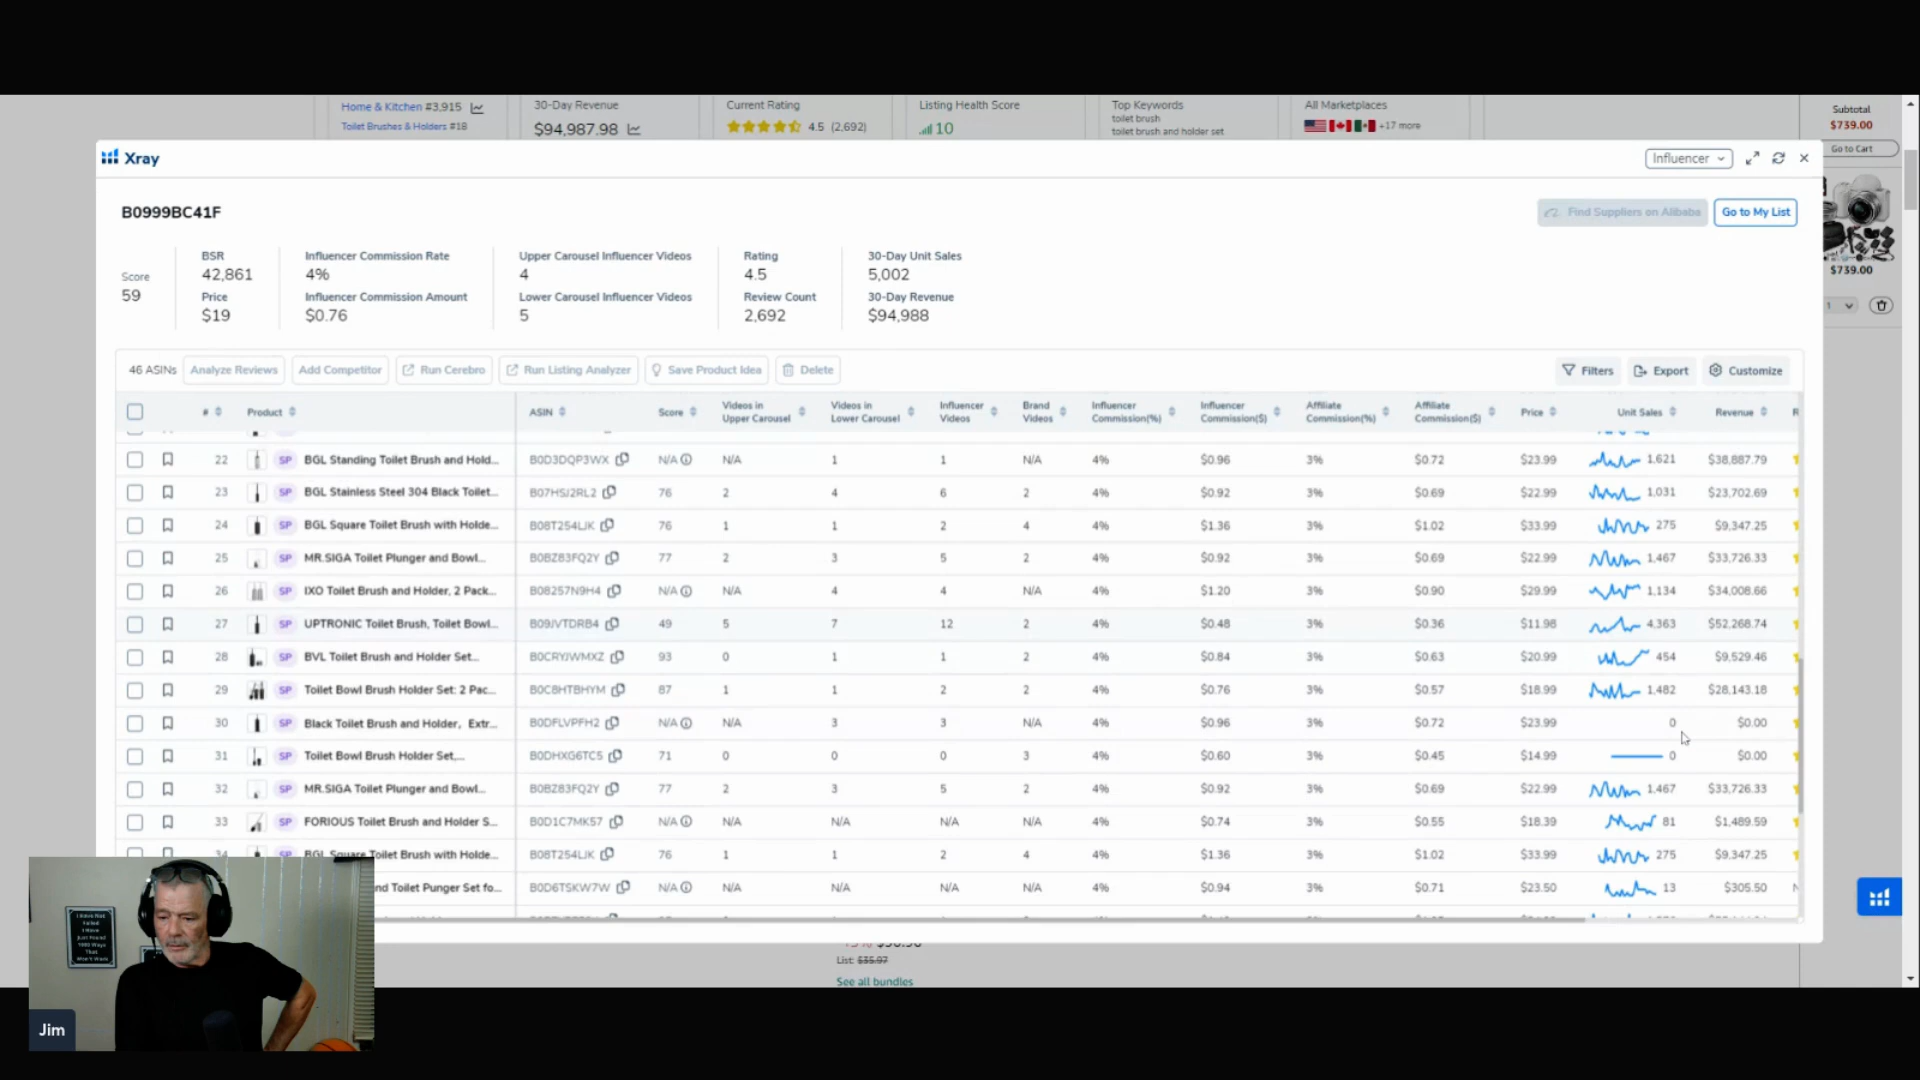 Home & Kitchen #3,915
Toilet Brushes & Holders #18
30-Day Revenue
$94,987.98
Current Rating
4.5 (2,692)
Listing Health Score
10
Top Keywords
toilet brush
toilet brush and holder set
All Marketplaces
+17 more
Subtotal
$739.00
Go to Cart
$739.00
1
Xray
Influencer
B0999BC41F
Find Suppliers on Alibaba
Go to My List
Score
59
BSR
42,861
Price
$19
Influencer Commission Rate
4%
Influencer Commission Amount
$0.76
Upper Carousel Influencer Videos
4
Lower Carousel Influencer Videos
5
Rating
4.5
Review Count
2,692
30-Day Unit Sales
5,002
30-Day Revenue
$94,988
46 ASINs Analyze Reviews Add Competitor Run Cerebro Run Listing Analyzer Save Product Idea Delete Filters Export Customize
# Product ASIN Score Videos in Upper Carousel Videos in Lower Carousel Influencer Videos Brand Videos Influencer Commission(%) Influencer Commission($) Affiliate Commission(%) Affiliate Commission($) Price Unit Sales Revenue R
22 SP BGL Standing Toilet Brush and Hold... B0D3DQP3WX N/A N/A 1 1 N/A 4% $0.96 3% $0.72 $23.99 1,621 $38,887.79
23 SP BGL Stainless Steel 304 Black Toilet... B07HSJ2RL2 76 2 4 6 2 4% $0.92 3% $0.69 $22.99 1,031 $23,702.69
24 SP BGL Square Toilet Brush with Holde... B08T254LJK 76 1 1 2 4 4% $1.36 3% $1.02 $33.99 275 $9,347.25
25 SP MR.SIGA Toilet Plunger and Bowl... B0BZ83FQ2Y 77 2 3 5 2 4% $0.92 3% $0.69 $22.99 1,467 $33,726.33
26 SP IXO Toilet Brush and Holder, 2 Pack... B08257N9H4 N/A N/A 4 4 N/A 4% $1.20 3% $0.90 $29.99 1,134 $34,008.66
27 SP UPTRONIC Toilet Brush, Toilet Bowl... B09JVTDRB4 49 5 7 12 2 4% $0.48 3% $0.36 $11.98 4,363 $52,268.74
28 SP BVL Toilet Brush and Holder Set... B0CRYJWMXZ 93 0 1 1 2 4% $0.84 3% $0.63 $20.99 454 $9,529.46
29 SP Toilet Bowl Brush Holder Set: 2 Pac... B0C8HTBHYM 87 1 1 2 2 4% $0.76 3% $0.57 $18.99 1,482 $28,143.18
30 SP Black Toilet Brush and Holder, Extr... B0DFLVPFH2 N/A N/A 3 3 N/A 4% $0.96 3% $0.72 $23.99 0 $0.00
31 SP Toilet Bowl Brush Holder Set,... B0DHXG6TC5 71 0 0 0 3 4% $0.60 3% $0.45 $14.99 0 $0.00
32 SP MR.SIGA Toilet Plunger and Bowl... B0BZ83FQ2Y 77 2 3 5 2 4% $0.92 3% $0.69 $22.99 1,467 $33,726.33
33 SP FORIOUS Toilet Brush and Holder S... B0D1C7MK57 N/A N/A N/A N/A N/A 4% $0.74 3% $0.55 $18.39 81 $1,489.59
34 SP BGL Square Toilet Brush with Holde... B08T254LJK 76 1 1 2 4 4% $1.36 3% $1.02 $33.99 275 $9,347.25
nd Toilet Punger Set fo... B0D6TSKW7W N/A N/A N/A N/A N/A 4% $0.94 3% $0.71 $23.50 13 $305.50 N
List: $35.97
See all bundles
I Have Not
Failed
I Have
Just Found
Ways
That
Won't Work
Jim